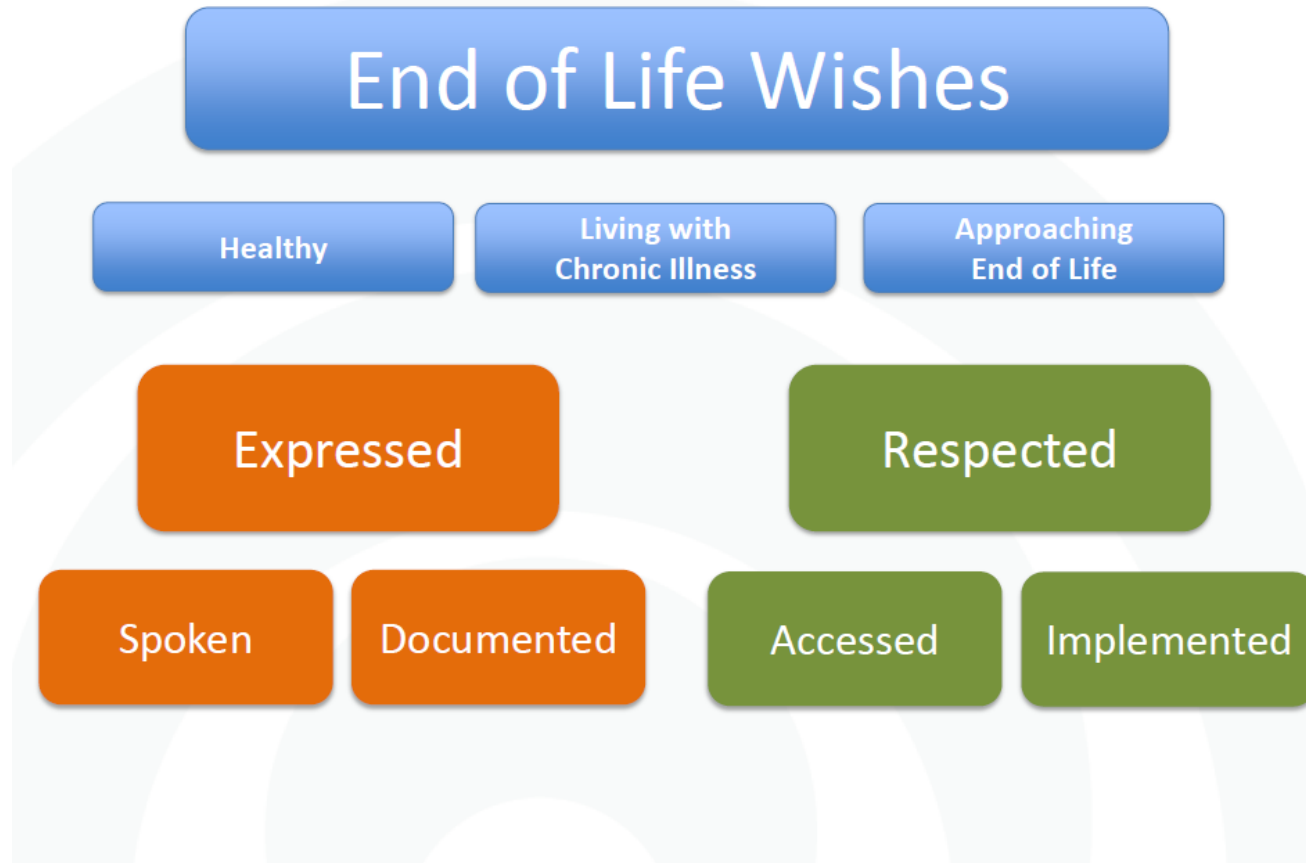 End of Life Wishes
Healthy
Living with
Chronic Illness
Approaching
End of Life
Expressed
Respected
Spoken
Documented
Accessed
Implemented